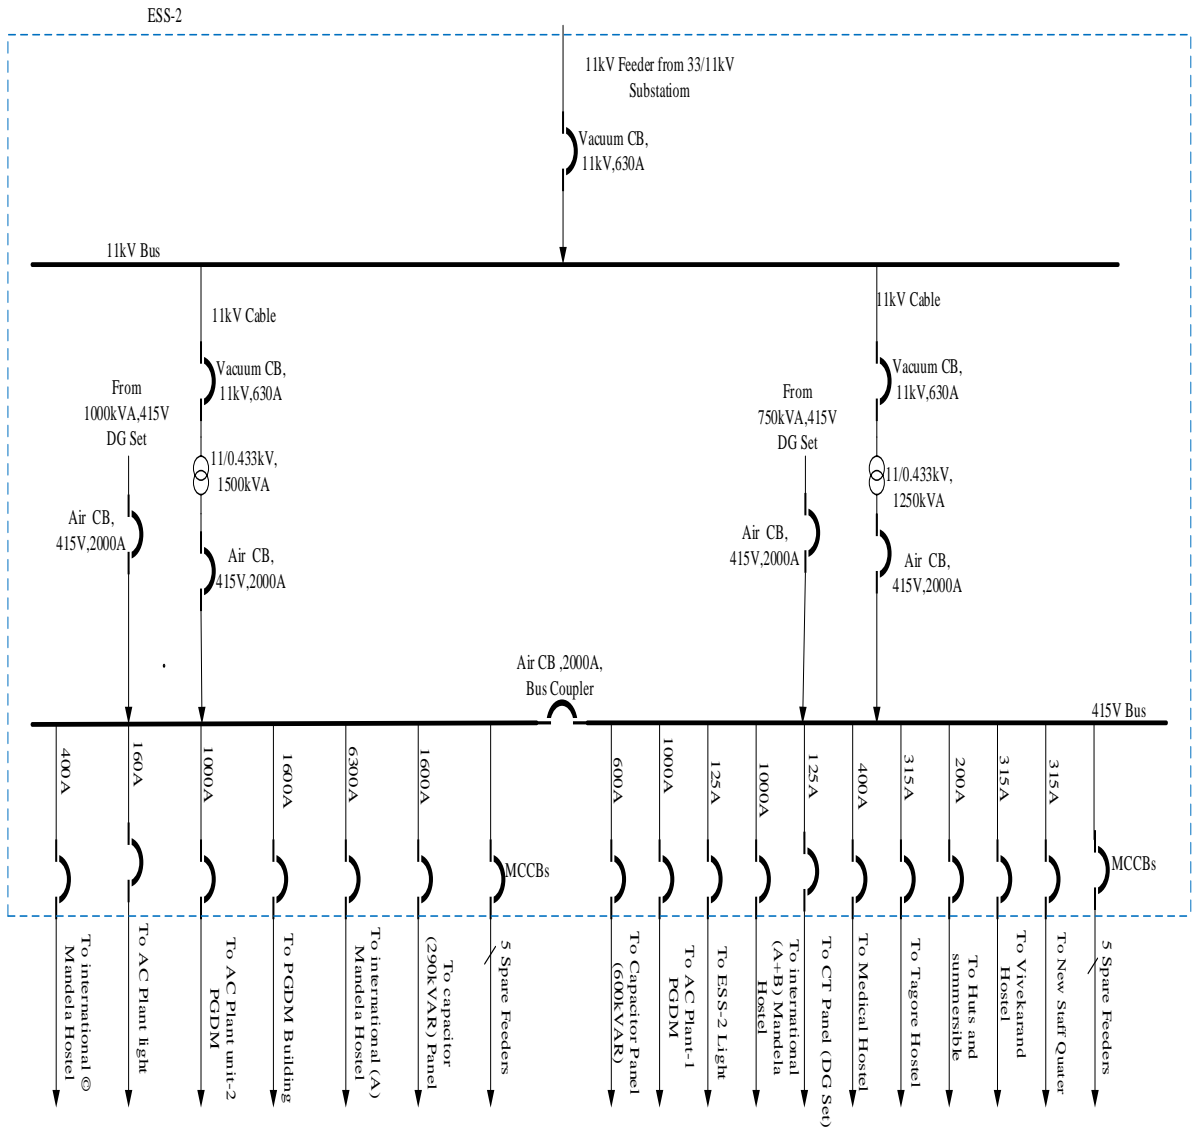 ESS-2
11kV Feeder from 33/11kV
Substatiom
Vacuum CB,
11kV,630A
11kV Bus
11kV Cable
Vacuum CB,
11kV,630A
From
1000kVA,415V
DG Set
11/0.433kV,
1500kVA
Air CB,
415V,2000A
Air CB,
415V,2000A
11kV Cable
Vacuum CB,
11kV,630A
From
750kVA,415V
DG Set
11/0.433kV,
1250kVA
Air CB,
415V,2000A
Air CB,
415V,2000A
Air CB ,2000A,
Bus Coupler
415V Bus
400A
160A
1000A
1600A
6300A
1600A
600A
1000A
125A
1000A
125A
400A
315A
200A
315A
315A
MCCBs
MCCBs
To international ©
Mandela Hostel
To AC Plant light
To AC Plant unit-2
PGDM
To PGDM Building
To international (A)
Mandela Hostel
To capacitor
(290kVAR) Panel
5 Spare Feeders
To Capacitor Panel
(600kVAR)
To AC Plant-1
PGDM
To ESS-2 Light
To international
(A+B) Mandela
Hostel
To CT Panel (DG Set)
To Medical Hostel
To Tagore Hostel
To Huts and
summersible
To Vivekarand
Hostel
To New Staff Quater
5 Spare Feeders